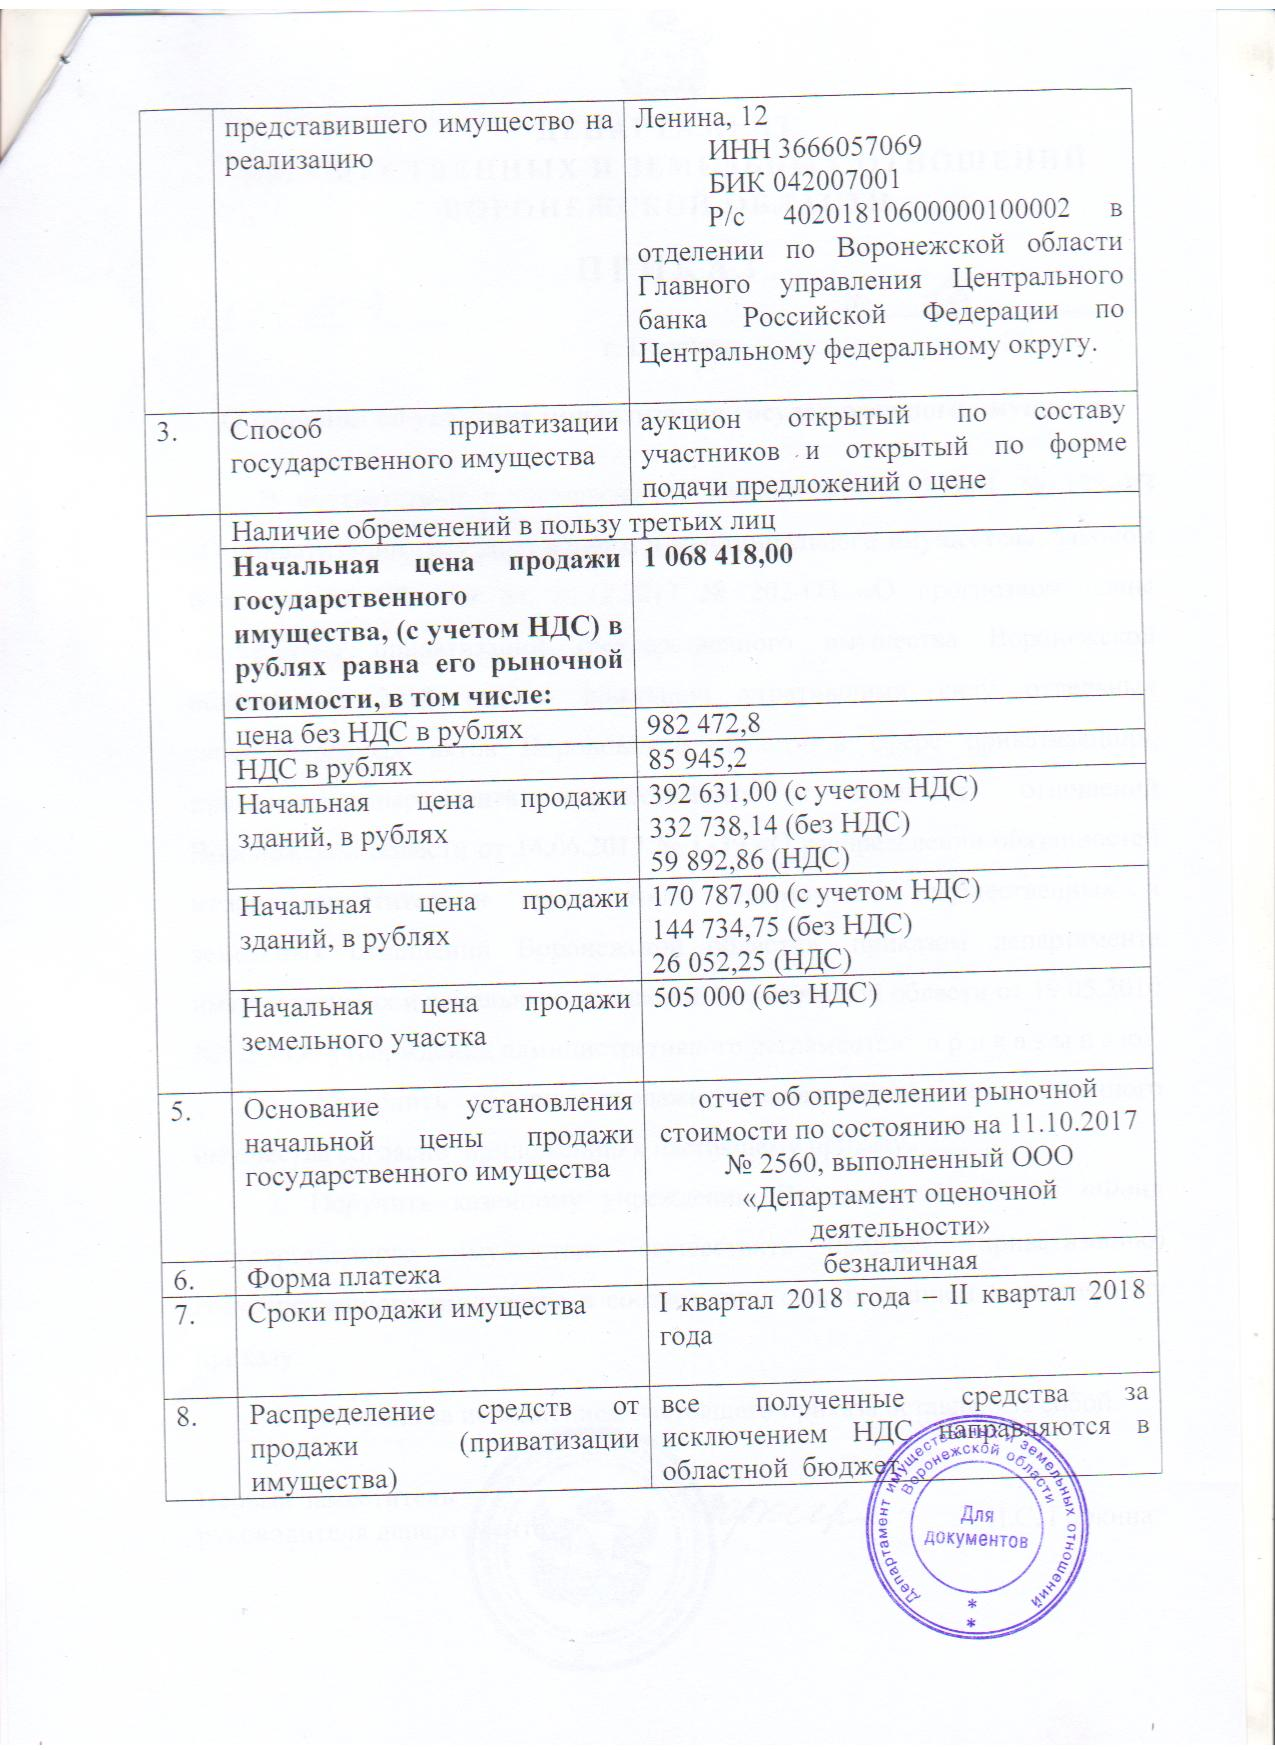 представившего имущество на
реализацию
Ленина, 12
ИНН 3666057069
БИК 042007001
Р/с 40201810600000100002 в
отделении по Воронежской области
Главного управления Центрального
банка Российской Федерации по
Центральному федеральному округу.
3.
Способ приватизации
государственного имущества
аукцион открытый по составу
участников и открытый по форме
подачи предложений о цене
Наличие обременений в пользу третьих лиц
Начальная цена продажи
государственного
имущества, (с учетом НДС) в
рублях равна его рыночной
стоимости, в том числе:
1 068 418,00
цена без НДС в рублях
982 472,8
НДС в рублях
85 945,2
Начальная цена продажи
зданий, в рублях
392 631,00 (с учетом НДС)
332 738,14 (без НДС)
59 892,86 (НДС)
Начальная цена продажи
зданий, в рублях
170 787,00 (с учетом НДС)
144 734,75 (без НДС)
26 052,25 (НДС)
Начальная цена продажи
земельного участка
505 000 (без НДС)
5.
Основание установления
начальной цены продажи
государственного имущества
отчет об определении рыночной
стоимости по состоянию на 11.10.2017
№ 2560, выполненный ООО
«Департамент оценочной
деятельности»
6.
Форма платежа
безналичная
7.
Сроки продажи имущества
I квартал 2018 года – II квартал 2018
года
8.
Распределение средств от
продажи (приватизации
имущества)
все полученные средства за
исключением НДС направляются в
областной бюджет
Департамент имущественных и земельных отношений
Воронежской области
Для
документов
*
*